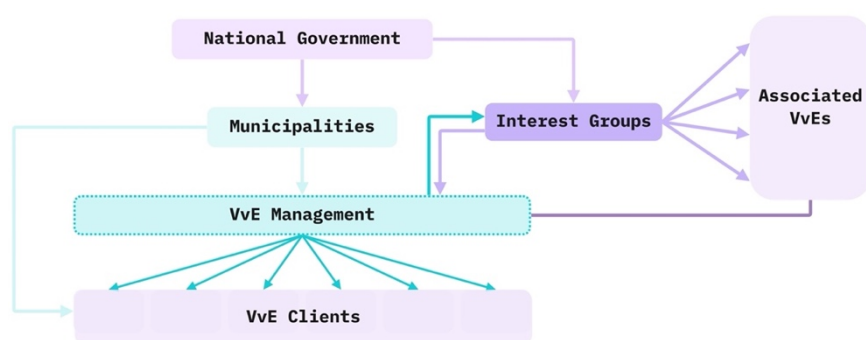 National Government
Municipalities
Interest Groups
Associated
VvEs
VvE Management
VvE Clients